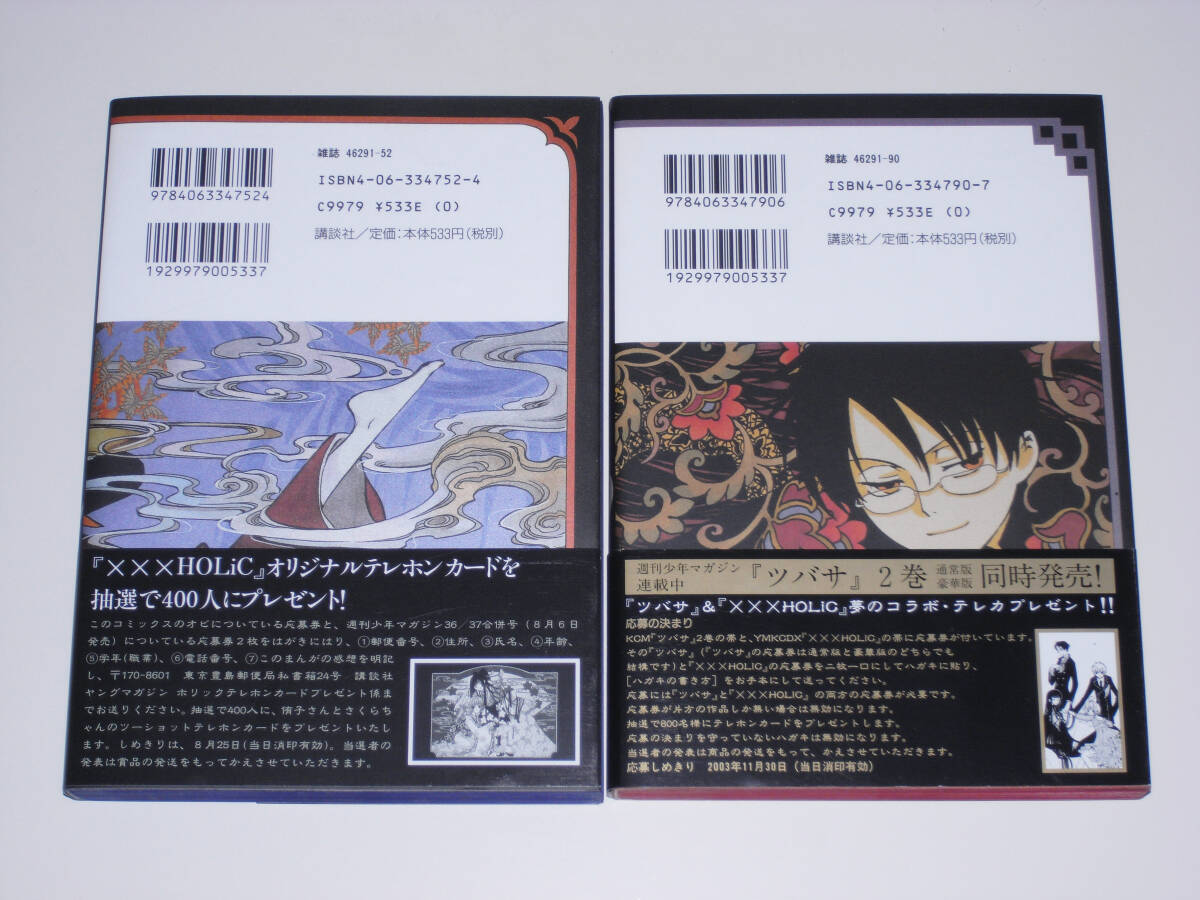 雑誌 46291-52
9784063347524
ISBN4-06-334752-4
C9979 ¥533E (0)
講談社／定価：本体533円(税別)
1929979005337
『×××HOLiC』オリジナルテレホンカードを
抽選で400人にプレゼント!
このコミックスのオビについている応募券と、週刊少年マガジン36／37合併号（8月6日
発売）についている応募券2枚をはがきにはり、①郵便番号、②住所、③氏名、④年齢、
⑤学年(職業)、⑥電話番号、⑦このまんがの感想を明記
し、〒170-8601 東京豊島郵便局私書箱24号 講談社
ヤングマガジン ホリックテレホンカードプレゼント係ま
でお送りください。抽選で400人に、侑子さんとさくらち
ゃんのツーショットテレホンカードをプレゼントいたし
ます。しめきりは、8月25日(当日消印有効)。当選者の
発表は賞品の発送をもってかえさせていただきます。
雑誌 46291-90
9784063347906
ISBN4-06-334790-7
C9979 ¥533E (0)
講談社／定価：本体533円(税別)
1929979005337
週刊少年マガジン
連載中
『ツバサ』2巻
通常版
豪華版
同時発売!
『ツバサ』&『×××HOLiC』夢のコラボ・テレカプレゼント!!
応募の決まり
KCM『ツバサ』2巻の帯と、YMKCDX『×××HOLiC』の帯に応募券が付いています。
その『ツバサ』(『ツバサ』の応募券は通常版と豪華版のどちらでも
結構です)と『×××HOLiC』の応募券を二枚一口にしてハガキに貼り、
[ハガキの書き方] をお手本にして送ってください。
応募には『ツバサ』と『×××HOLiC』の両方の応募券が必要です。
応募券が片方の作品しか無い場合は無効になります。
抽選で800名様にテレホンカードをプレゼントします。
応募の決まりを守っていないハガキは無効になります。
当選者の発表は商品の発送をもって、かえさせていただきます。
応募しめきり 2003年11月30日（当日消印有効）